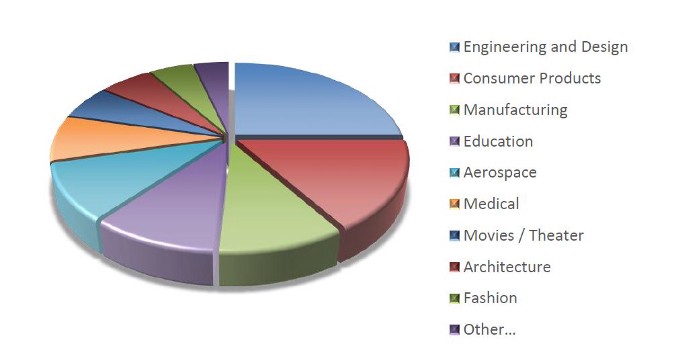 Engineering and Design
Consumer Products
Manufacturing
Education
Aerospace
Medical
Movies / Theater
Architecture
Fashion
Other...